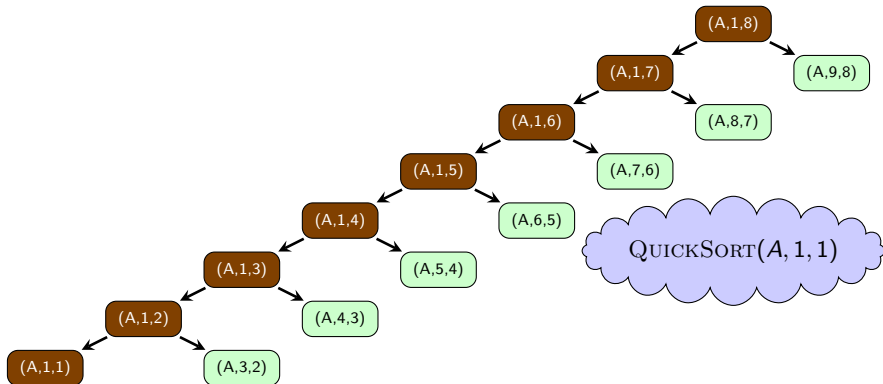 (A,1,8)
(A,1,7)
(A,9,8)
(A,1,6)
(A,8,7)
(A,1,5)
(A,7,6)
(A,1,4)
(A,6,5)
QUICKSORT(A, 1, 1)
(A,1,3)
(A,5,4)
(A,1,2)
(A,4,3)
(A,1,1)
(A,3,2)